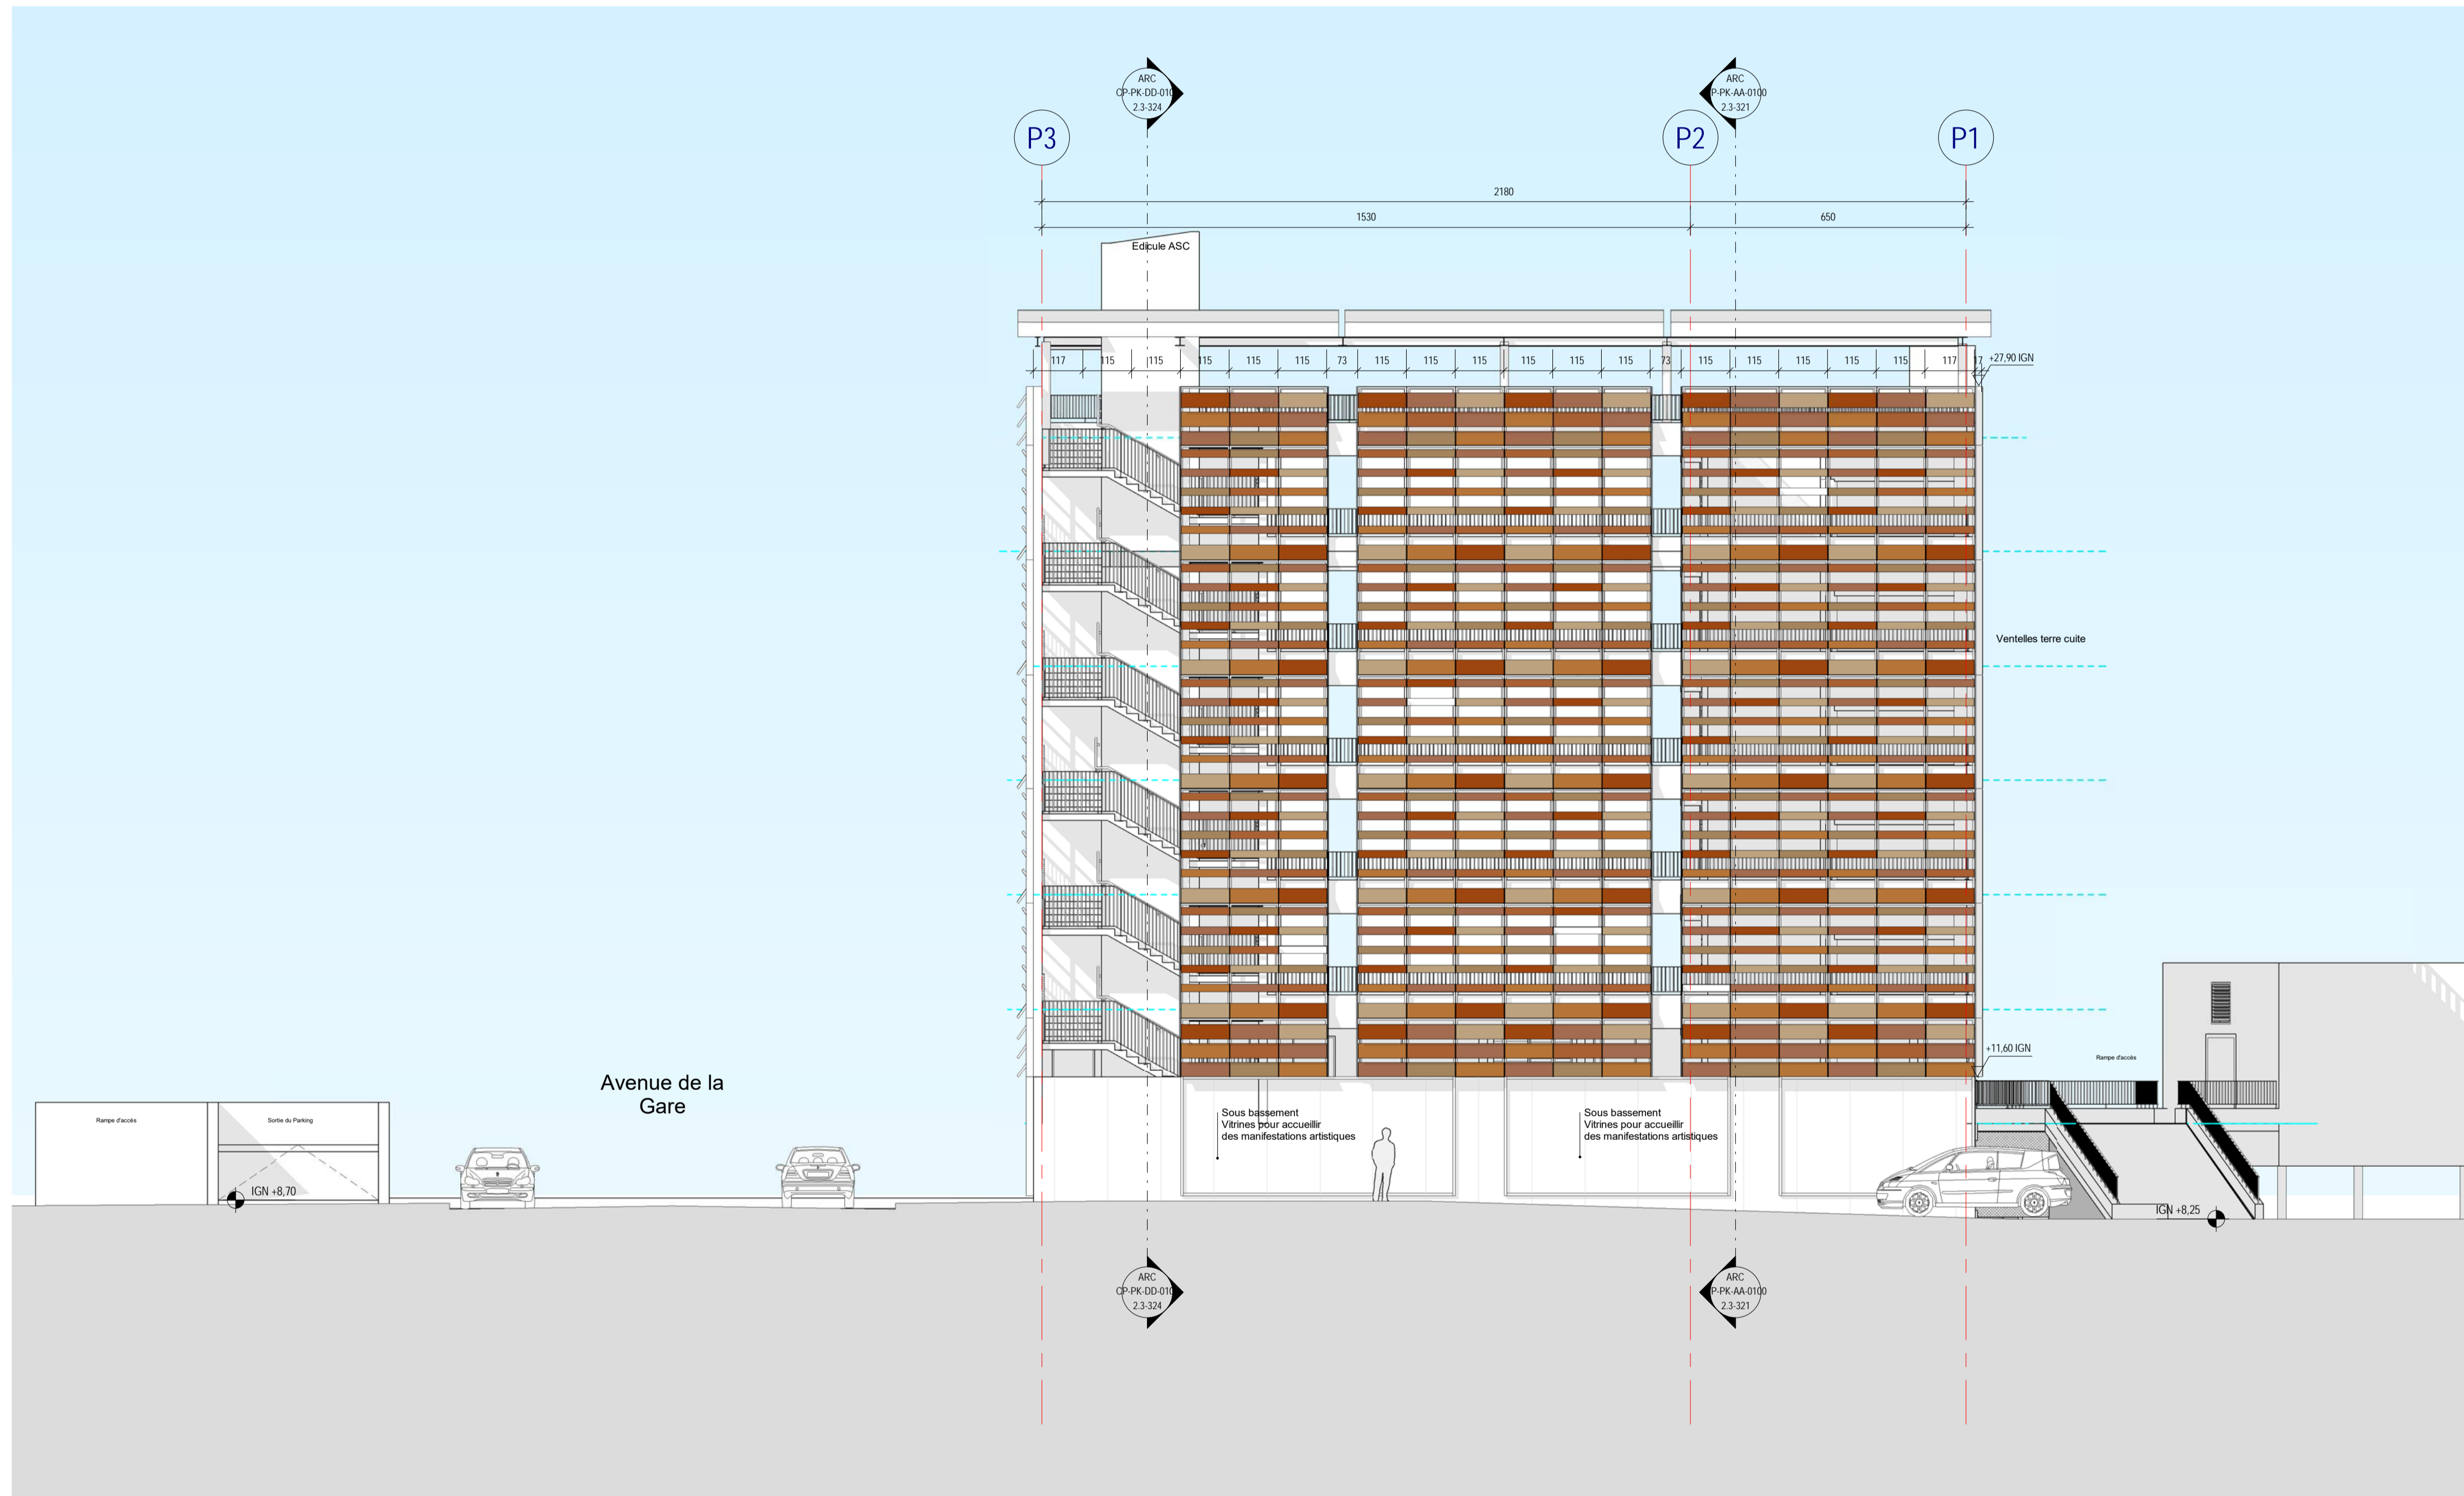 ARC
CP-PK-DD-010
2.3-324
ARC
P-PK-AA-0100
2.3-321
P3
P2
P1
2180
1530
650
Edicule ASC
117 115 115 115 115 115 73 115 115 115 115 115 115 73 115 115 115 115 115 117 17
+27,90 IGN
Ventelles terre cuite
+11,60 IGN
Rampe d'accès
Avenue de la
Gare
Rampe d'accès
Sortie du Parking
Sous bassement
Vitrines pour accueillir
des manifestations artistiques
Sous bassement
Vitrines pour accueillir
des manifestations artistiques
IGN +8,70
IGN +8,25
ARC
CP-PK-DD-010
2.3-324
ARC
P-PK-AA-0100
2.3-321